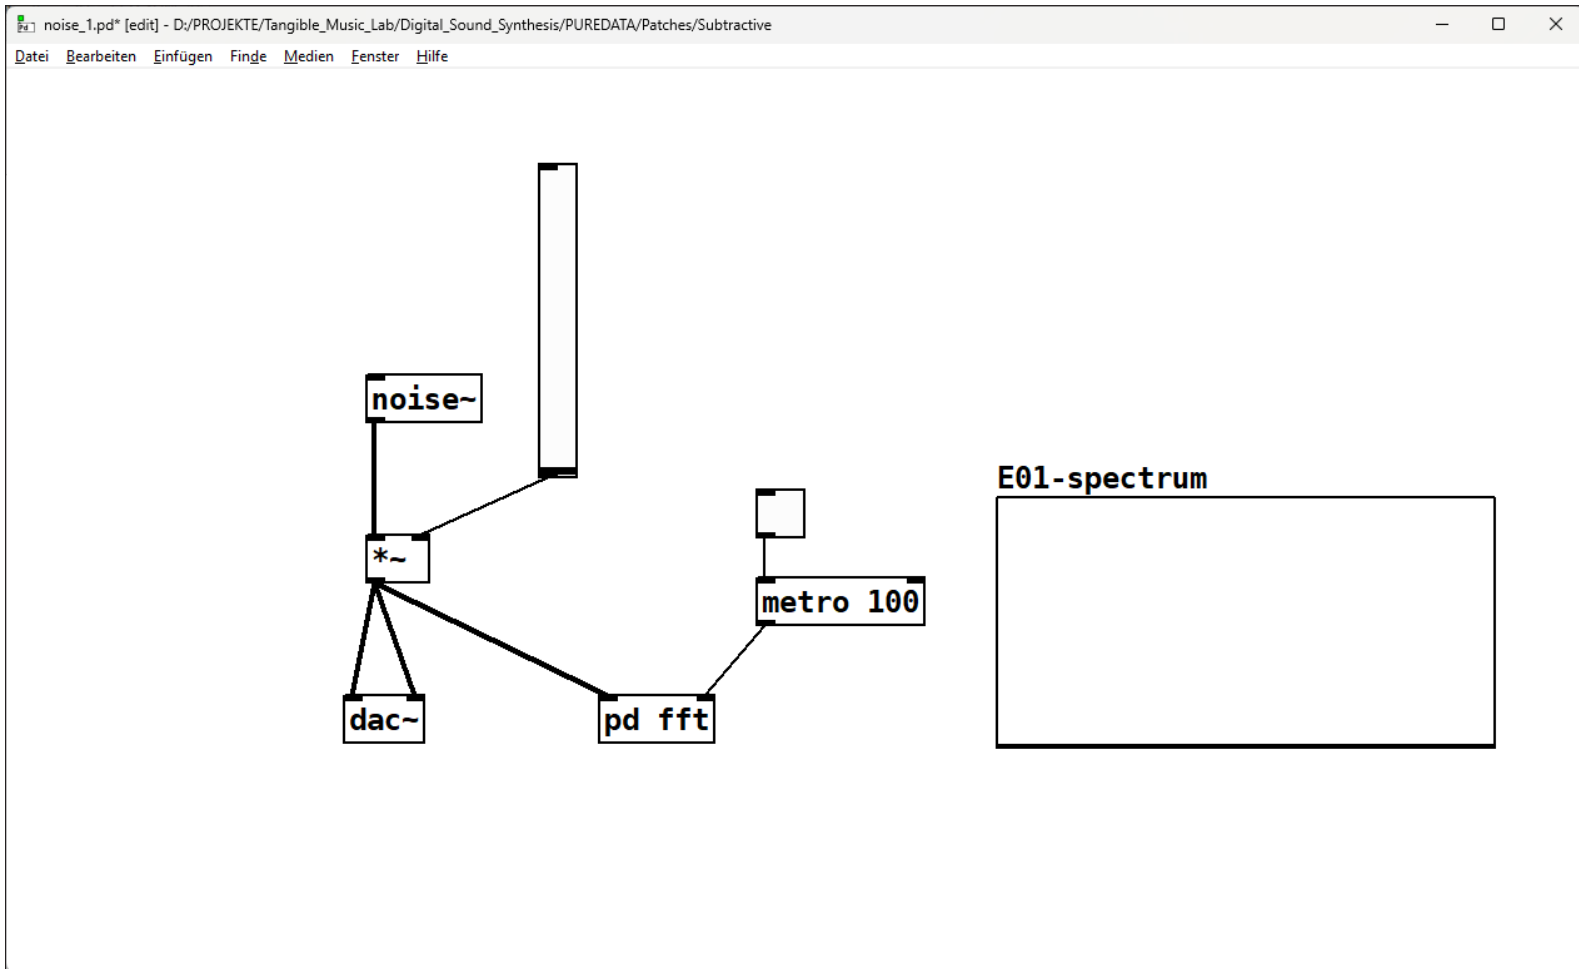 noise_1.pd* [edit] - D:/PROJEKTE/Tangible_Music_Lab/Digital_Sound_Synthesis/PUREDATA/Patches/Subtractive
Datei Bearbeiten Einfügen Finde Medien Fenster Hilfe
noise~
E01-spectrum
*~
metro 100
dac~
pd fft